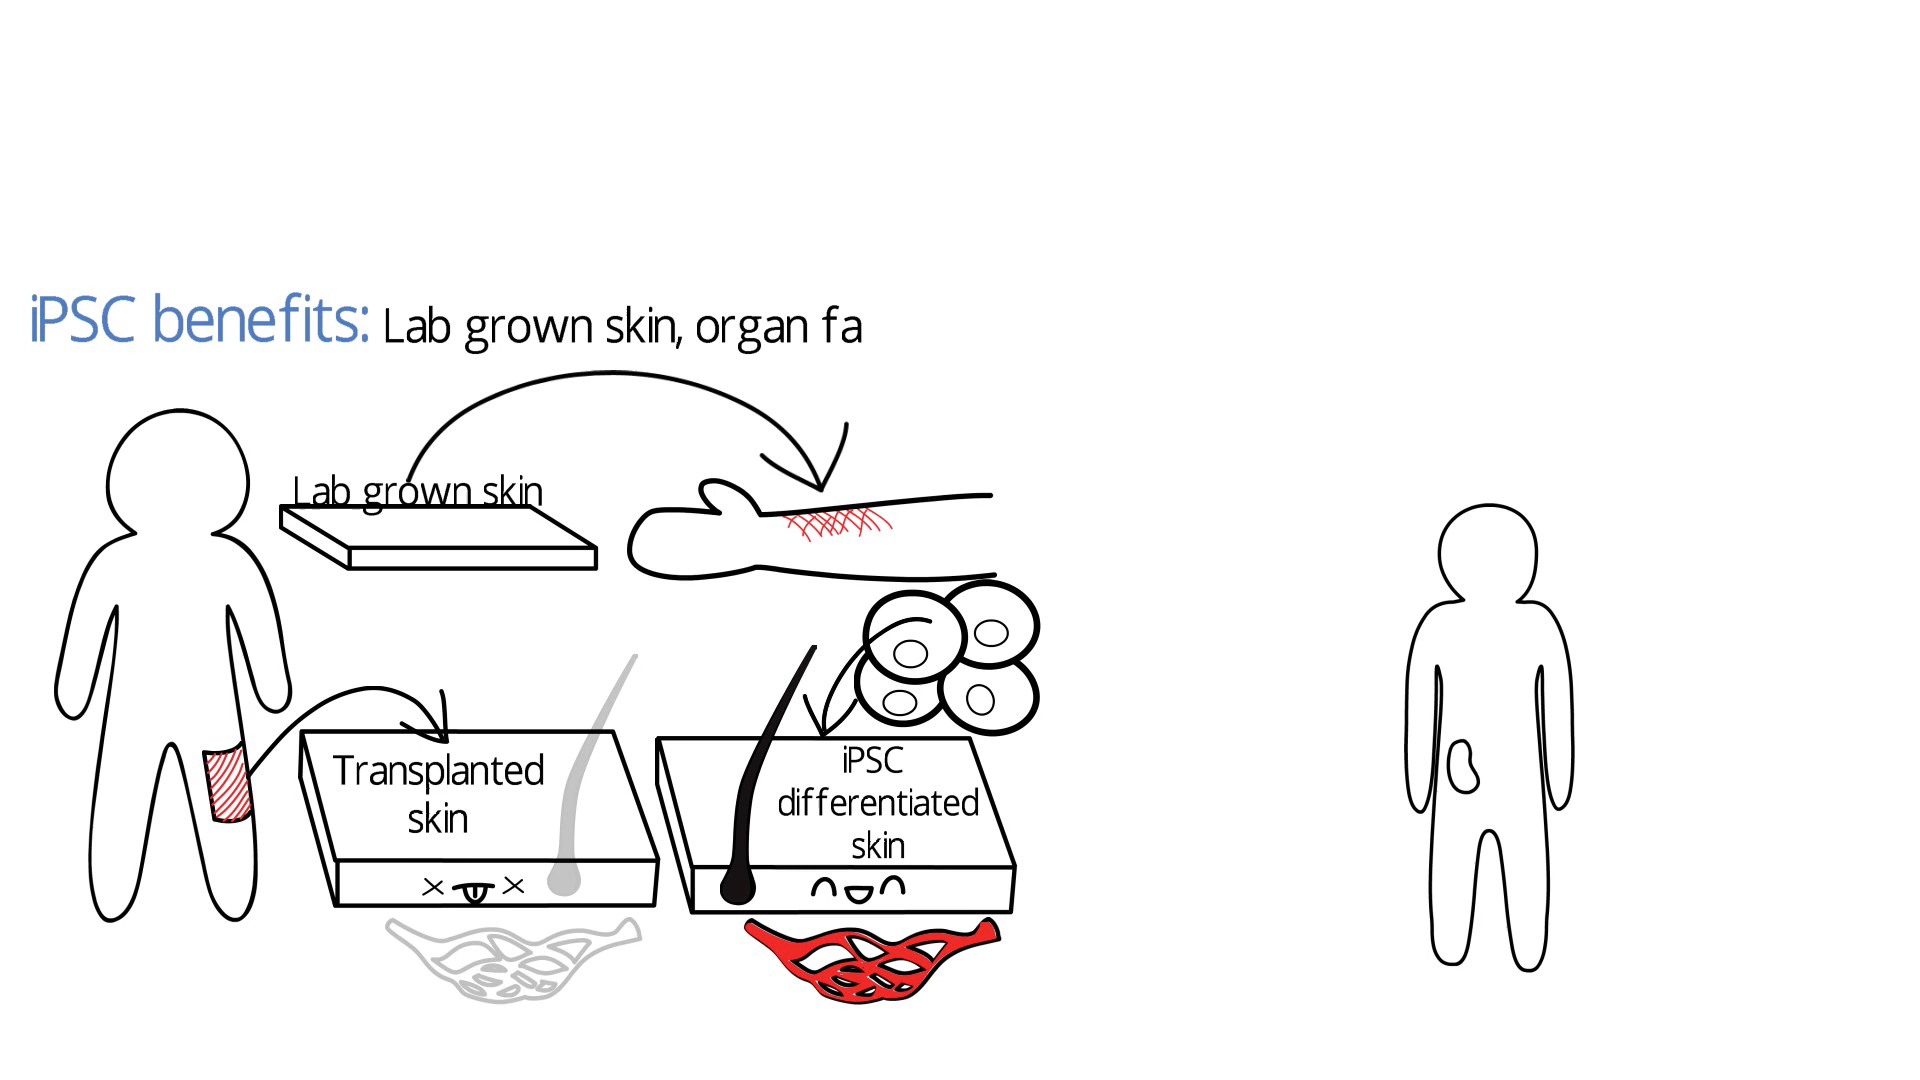 iPSC benefits: Lab grown skin, organ fa
Lab grown skin
Transplanted
skin
iPSC
differentiated
skin